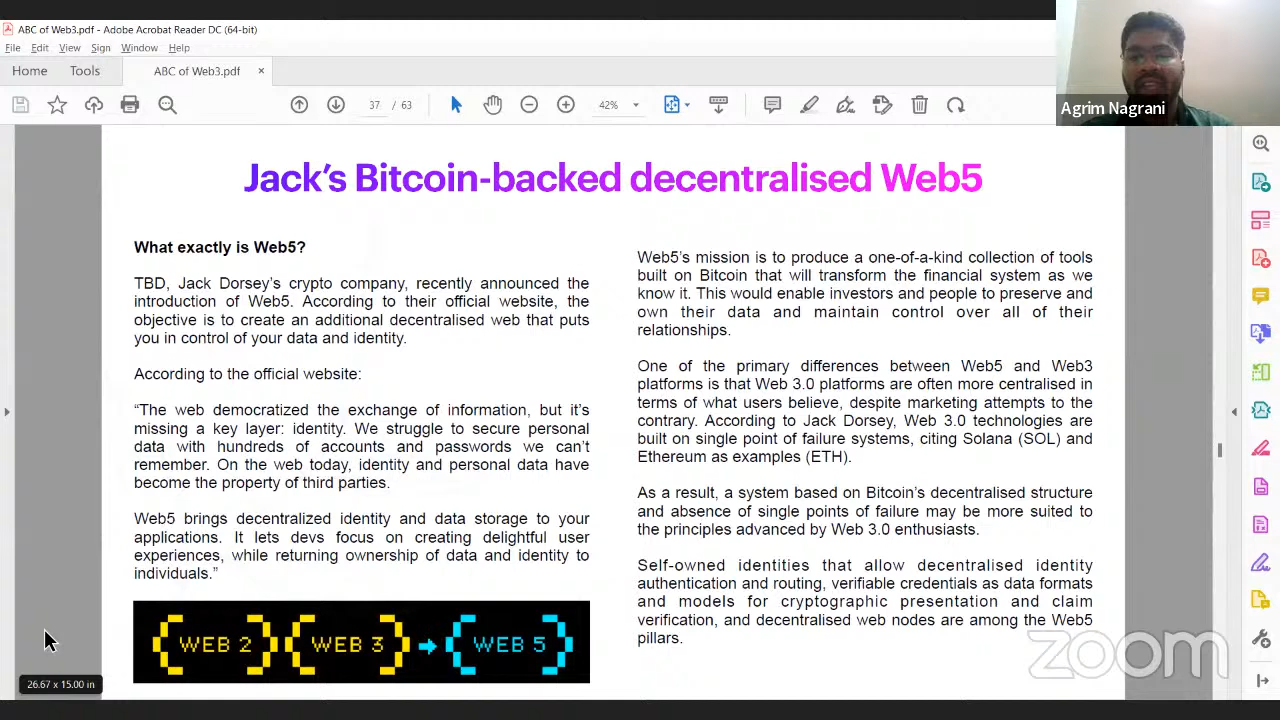 ABC of Web3.pdf - Adobe Acrobat Reader DC (64-bit)
File Edit View Sign Window Help
Home Tools ABC of Web3.pdf ×
37 / 63 42%
Agrim Nagrani
Jack's Bitcoin-backed decentralised Web5
What exactly is Web5?
TBD, Jack Dorsey's crypto company, recently announced the
introduction of Web5. According to their official website, the
objective is to create an additional decentralised web that puts
you in control of your data and identity.
According to the official website:
“The web democratized the exchange of information, but it's
missing a key layer: identity. We struggle to secure personal
data with hundreds of accounts and passwords we can't
remember. On the web today, identity and personal data have
become the property of third parties.
Web5 brings decentralized identity and data storage to your
applications. It lets devs focus on creating delightful user
experiences, while returning ownership of data and identity to
individuals.”
WEB 2 WEB 3 WEB 5
Web5's mission is to produce a one-of-a-kind collection of tools
built on Bitcoin that will transform the financial system as we
know it. This would enable investors and people to preserve and
own their data and maintain control over all of their
relationships.
One of the primary differences between Web5 and Web3
platforms is that Web 3.0 platforms are often more centralised in
terms of what users believe, despite marketing attempts to the
contrary. According to Jack Dorsey, Web 3.0 technologies are
built on single point of failure systems, citing Solana (SOL) and
Ethereum as examples (ETH).
As a result, a system based on Bitcoin's decentralised structure
and absence of single points of failure may be more suited to
the principles advanced by Web 3.0 enthusiasts.
Self-owned identities that allow decentralised identity
authentication and routing, verifiable credentials as data formats
and models for cryptographic presentation and claim
verification, and decentralised web nodes are among the Web5
pillars.
26.67 x 15.00 in
zoom